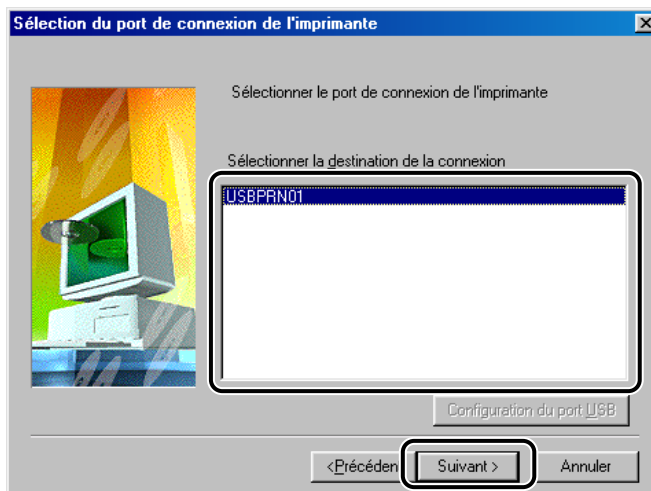 Sélection du port de connexion de l'imprimante
Sélectionner le port de connexion de l'imprimante
Sélectionner la destination de la connexion
USBPRN01
Configuration du port USB
<Précéden Suivant > Annuler